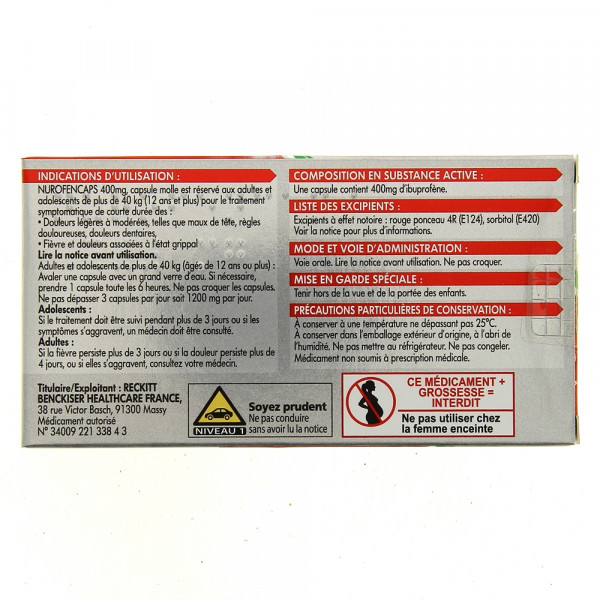 INDICATIONS D'UTILISATION :
NUROFENCAPS 400mg, capsule molle est réservé aux adultes et
adolescents de plus de 40 kg (12 ans et plus) pour le traitement
symptomatique de courte durée des :
• Douleurs légères à modérées, telles que maux de tête, règles
douloureuses, douleurs dentaires,
• Fièvre et douleurs associées à l'état grippal
Lire la notice avant utilisation.
Adultes et adolescents de plus de 40 kg (âgés de 12 ans ou plus) :
Avaler une capsule avec un grand verre d'eau. Si nécessaire,
prendre 1 capsule toute les 6 heures. Ne pas croquer les capsules.
Ne pas dépasser 3 capsules par jour soit 1200 mg par jour.
Adolescents :
Si le traitement doit être suivi pendant plus de 3 jours ou si les
symptômes s'aggravent, un médecin doit être consulté.
Adultes :
Si la fièvre persiste plus de 3 jours ou si la douleur persiste plus de
4 jours, ou si elles s'aggravent, consultez votre médecin.
Titulaire/Exploitant : RECKITT
BENCKISER HEALTHCARE FRANCE,
38 rue Victor Basch, 91300 Massy
Médicament autorisé
N° 34009 221 338 4 3
NIVEAU 1
Soyez prudent
Ne pas conduire
sans avoir lu la notice
COMPOSITION EN SUBSTANCE ACTIVE :
Une capsule contient 400mg d'ibuprofène.
LISTE DES EXCIPIENTS :
Excipients à effet notoire : rouge ponceau 4R (E124), sorbitol (E420)
Voir la notice pour plus d'informations.
MODE ET VOIE D'ADMINISTRATION :
Voie orale. Lire la notice avant utilisation. Ne pas croquer.
MISE EN GARDE SPÉCIALE :
Tenir hors de la vue et de la portée des enfants.
PRÉCAUTIONS PARTICULIÈRES DE CONSERVATION :
À conserver à une température ne dépassant pas 25°C.
À conserver dans l'emballage extérieur d'origine, à l'abri de
l'humidité. Ne pas mettre au réfrigérateur. Ne pas congeler.
Médicament non soumis à prescription médicale.
CE MÉDICAMENT +
GROSSESSE =
INTERDIT
Ne pas utiliser chez
la femme enceinte